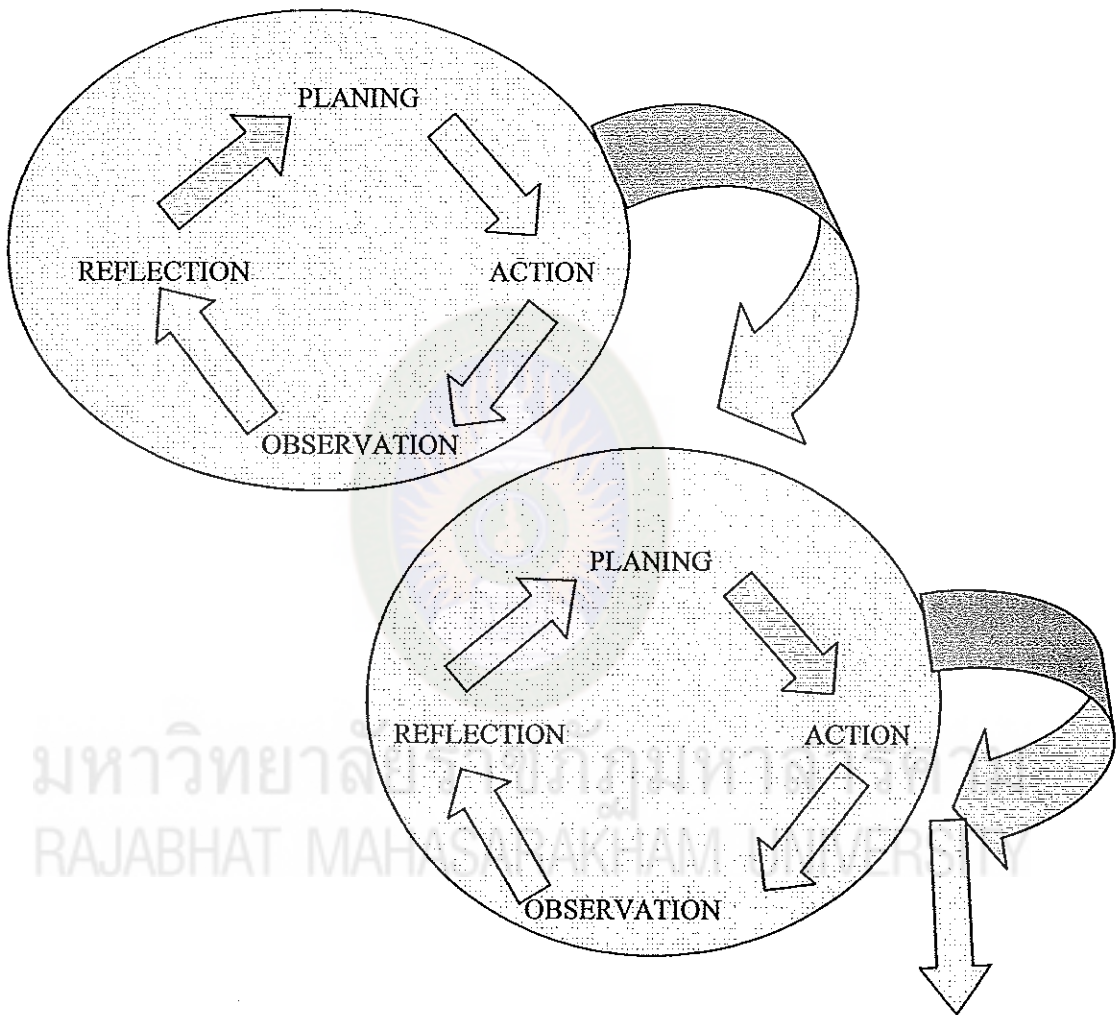 PLANING
REFLECTION
ACTION
OBSERVATION
PLANING
REFLECTION
ACTION
OBSERVATION
มหาวิทยาลัยราชภัฏมหาสารคาม
RAJABHAT MAHASARAKHAM UNIVERSITY